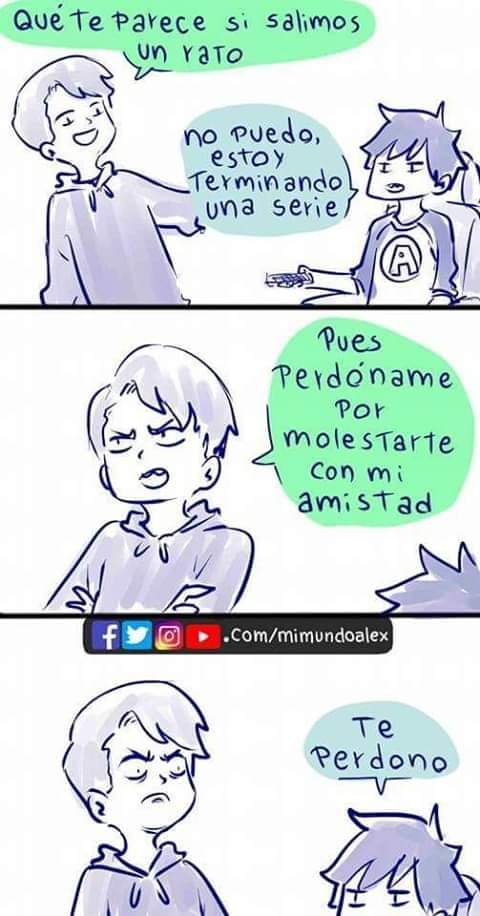 Qué te parece si salimos
un rato
no puedo,
estoy
terminando
una serie
A
Pues
Perdóname
por
molestarte
con mi
amistad
.com/mimundoalex
Te
Perdono